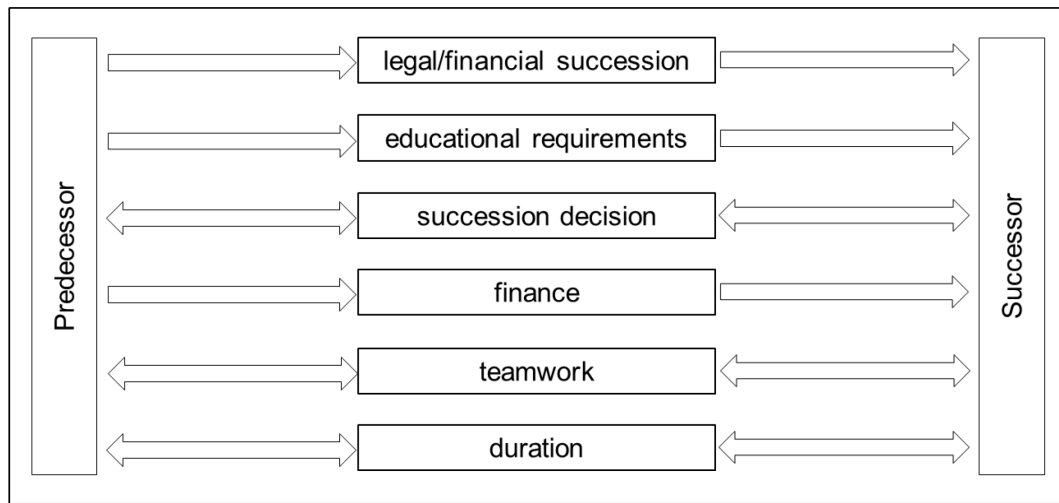 Predecessor
legal/financial succession
educational requirements
succession decision
finance
teamwork
duration
Successor